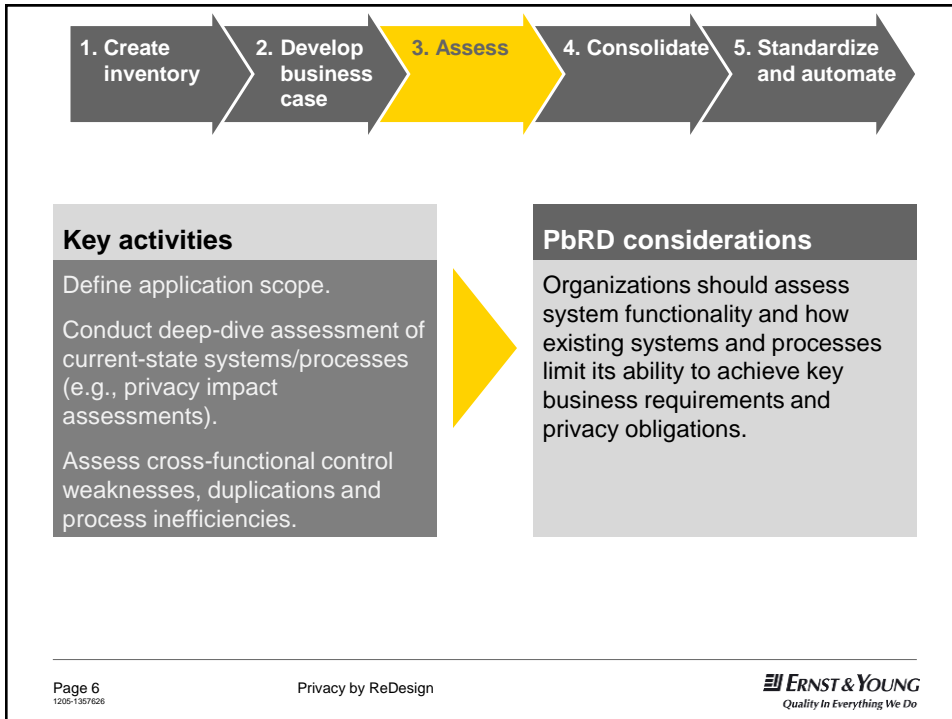 1. Create
inventory
2. Develop
business
case
3. Assess
4. Consolidate
5. Standardize
and automate
Key activities
Define application scope.
Conduct deep-dive assessment of
current-state systems/processes
(e.g., privacy impact
assessments).
Assess cross-functional control
weaknesses, duplications and
process inefficiencies.
PbRD considerations
Organizations should assess
system functionality and how
existing systems and processes
limit its ability to achieve key
business requirements and
privacy obligations.
Page 6
1205-1357626
Privacy by ReDesign
ERNST & YOUNG
Quality In Everything We Do